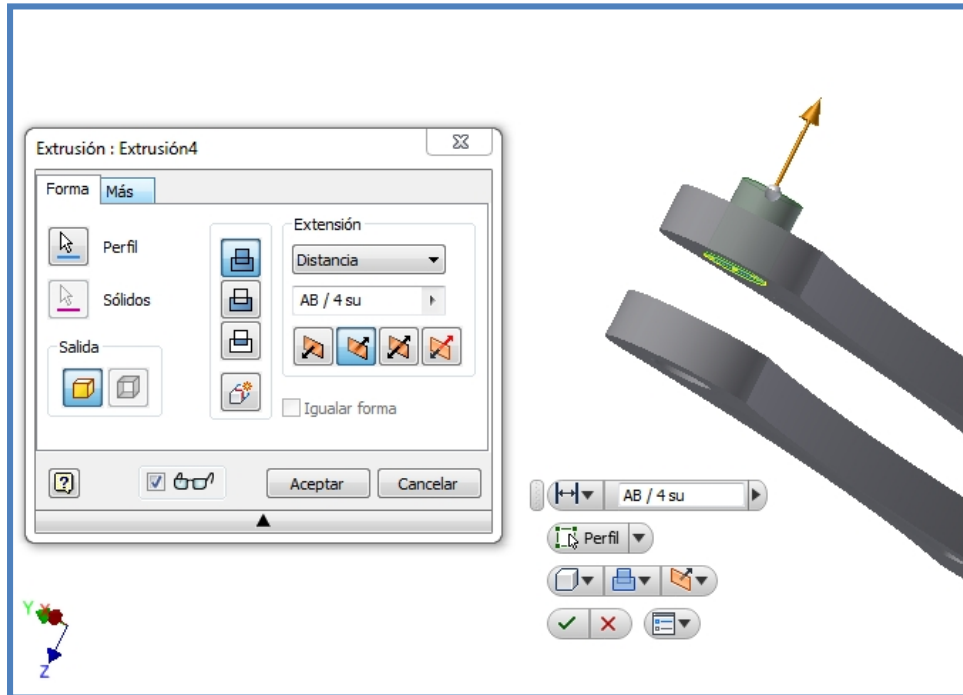 Extrusión : Extrusión4
Forma
Más
Perfil
Sólidos
Salida
Extensión
Distancia
AB / 4 su
Igualar forma
Aceptar
Cancelar
AB / 4 su
Perfil
Y
X
Z